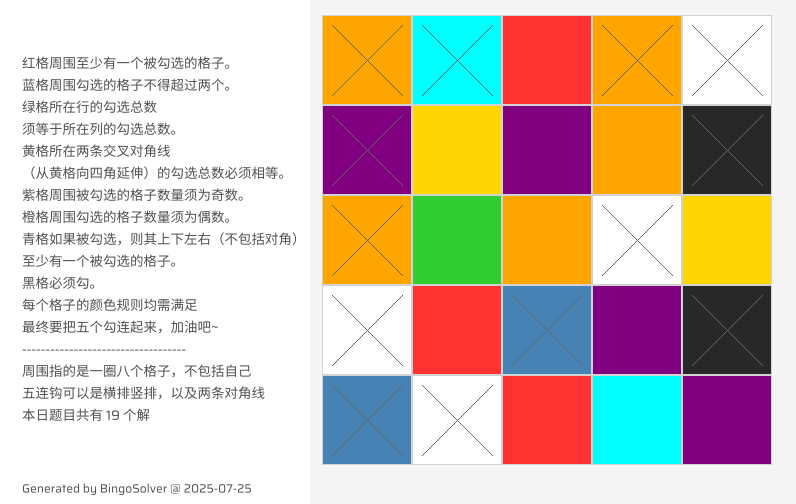 红格周围至少有一个被勾选的格子。
蓝格周围勾选的格子不得超过两个。
绿格所在行的勾选总数
须等于所在列的勾选总数。
黄格所在两条交叉对角线
（从黄格向四角延伸）的勾选总数必须相等。
紫格周围被勾选的格子数量须为奇数。
橙格周围勾选的格子数量须为偶数。
青格如果被勾选，则其上下左右（不包括对角）
至少有一个被勾选的格子。
黑格必须勾。
每个格子的颜色规则均需满足
最终要把五个勾连起来，加油吧~
-----------------------------------
周围指的是一圈八个格子，不包括自己
五连钩可以是横排竖排，以及两条对角线
本日题目共有 19 个解
Generated by BingoSolver @ 2025-07-25